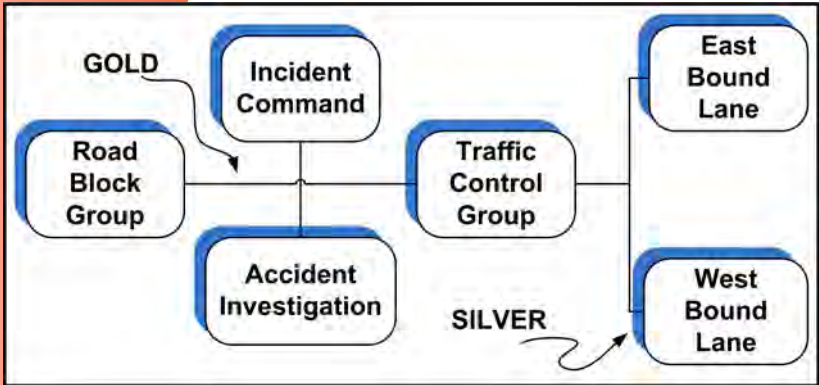 GOLD
Incident
Command
East
Bound
Lane
Road
Block
Group
Traffic
Control
Group
Accident
Investigation
SILVER
West
Bound
Lane